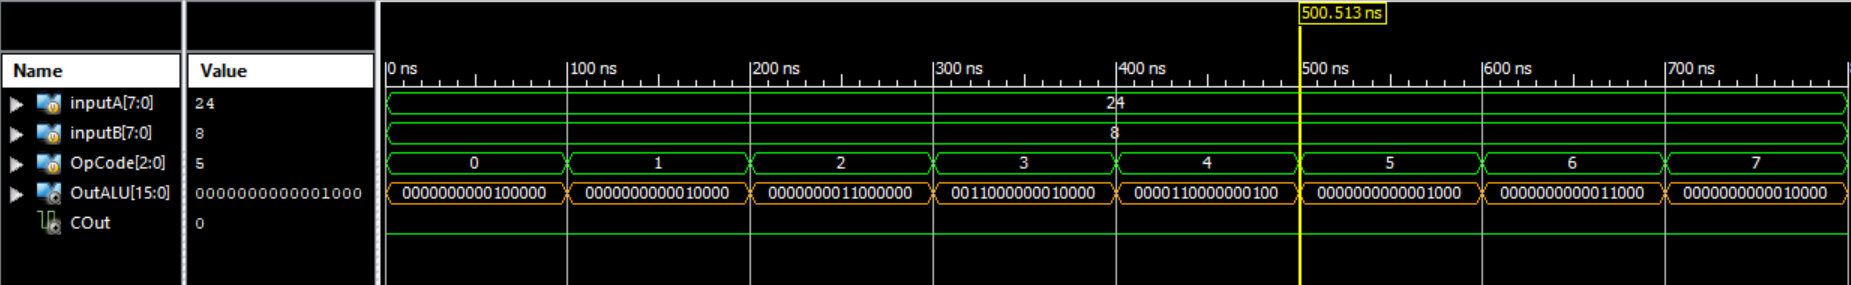 500.513 ns
Name Value 0 ns 100 ns 200 ns 300 ns 400 ns 500 ns 600 ns 700 ns
inputA[7:0] 24 24
inputB[7:0] 8 8
OpCode[2:0] 5 0 1 2 3 4 5 6 7
OutALU[15:0] 0000000000001000 0000000000100000 0000000000010000 0000000011000000 0011000000010000 0000110000000100 0000000000001000 0000000000011000 0000000000010000
COut 0